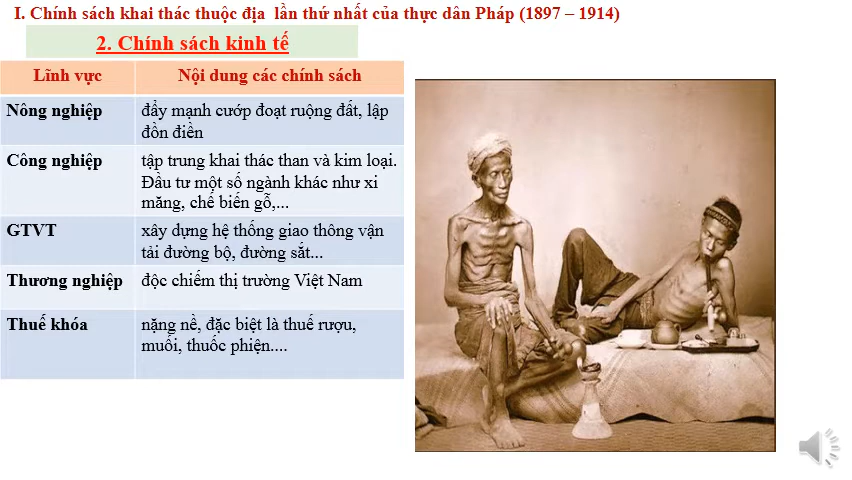 I. Chính sách khai thác thuộc địa lần thứ nhất của thực dân Pháp (1897 – 1914)
2. Chính sách kinh tế
Lĩnh vực Nội dung các chính sách
Nông nghiệp đẩy mạnh cướp đoạt ruộng đất, lập
đồn điền
Công nghiệp tập trung khai thác than và kim loại.
Đầu tư một số ngành khác như xi
măng, chế biến gỗ,...
GTVT xây dựng hệ thống giao thông vận
tải đường bộ, đường sắt...
Thương nghiệp độc chiếm thị trường Việt Nam
Thuế khóa nặng nề, đặc biệt là thuế rượu,
muối, thuốc phiện....